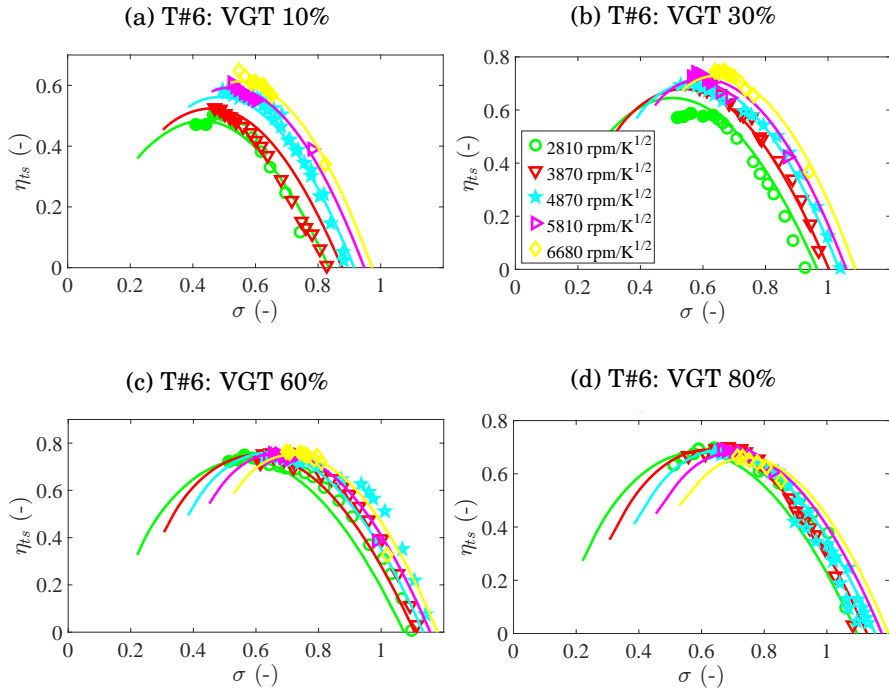 (a) T#6: VGT 10%
(b) T#6: VGT 30%
0.8
0.6
0.4
0.2
0
η_ts (-)
0 0.2 0.4 0.6 0.8 1
σ (-)
0.8
0.6
0.4
0.2
0
η_ts (-)
2810 rpm/K^1/2
3870 rpm/K^1/2
4870 rpm/K^1/2
5810 rpm/K^1/2
6680 rpm/K^1/2
0 0.2 0.4 0.6 0.8 1
σ (-)
(c) T#6: VGT 60%
(d) T#6: VGT 80%
0.8
0.6
0.4
0.2
0
η_ts (-)
0 0.2 0.4 0.6 0.8 1
σ (-)
0.8
0.6
0.4
0.2
0
η_ts (-)
0 0.2 0.4 0.6 0.8 1
σ (-)